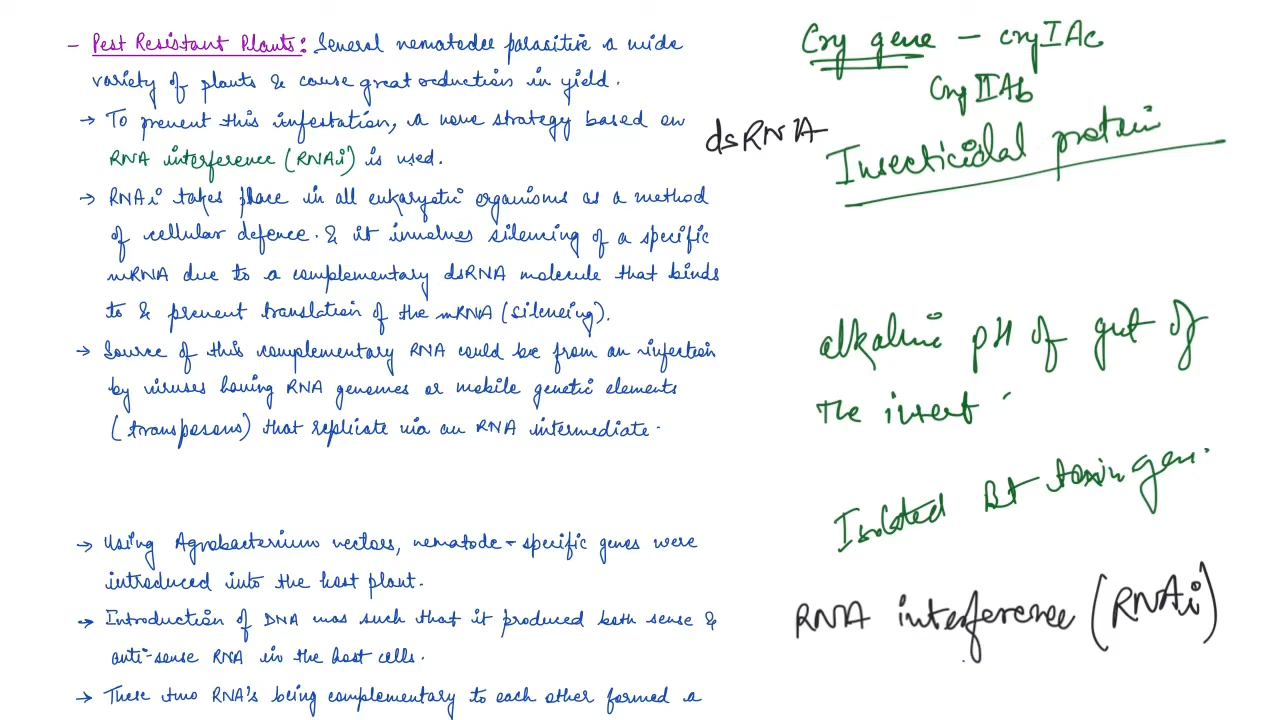 - Pest Resistant Plants: Several nematodes parasitise a wide
variety of plants & cause great reduction in yield.
→ To prevent this infestation, a novel strategy based on
RNA interference (RNAi) is used.
→ RNAi takes place in all eukaryotic organisms as a method
of cellular defence. & it involves silencing of a specific
mRNA due to a complementary dsRNA molecule that binds
to & prevent translation of the mRNA (silencing).
→ Source of this complementary RNA could be from an infection
by viruses having RNA genomes or mobile genetic elements
(transposons) that replicate via an RNA intermediate.
→ Using Agrobacterium vectors, nematode-specific genes were
introduced into the host plant.
→ Introduction of DNA was such that it produced both sense &
anti-sense RNA in the host cells.
→ These two RNA's being complementary to each other formed a
Cry gene - cryIAc
Cry IIAb
dsRNA
Insecticidal protein
alkaline pH of gut of
The insect
Isolated Bt toxin gen.
RNA interference (RNAi)